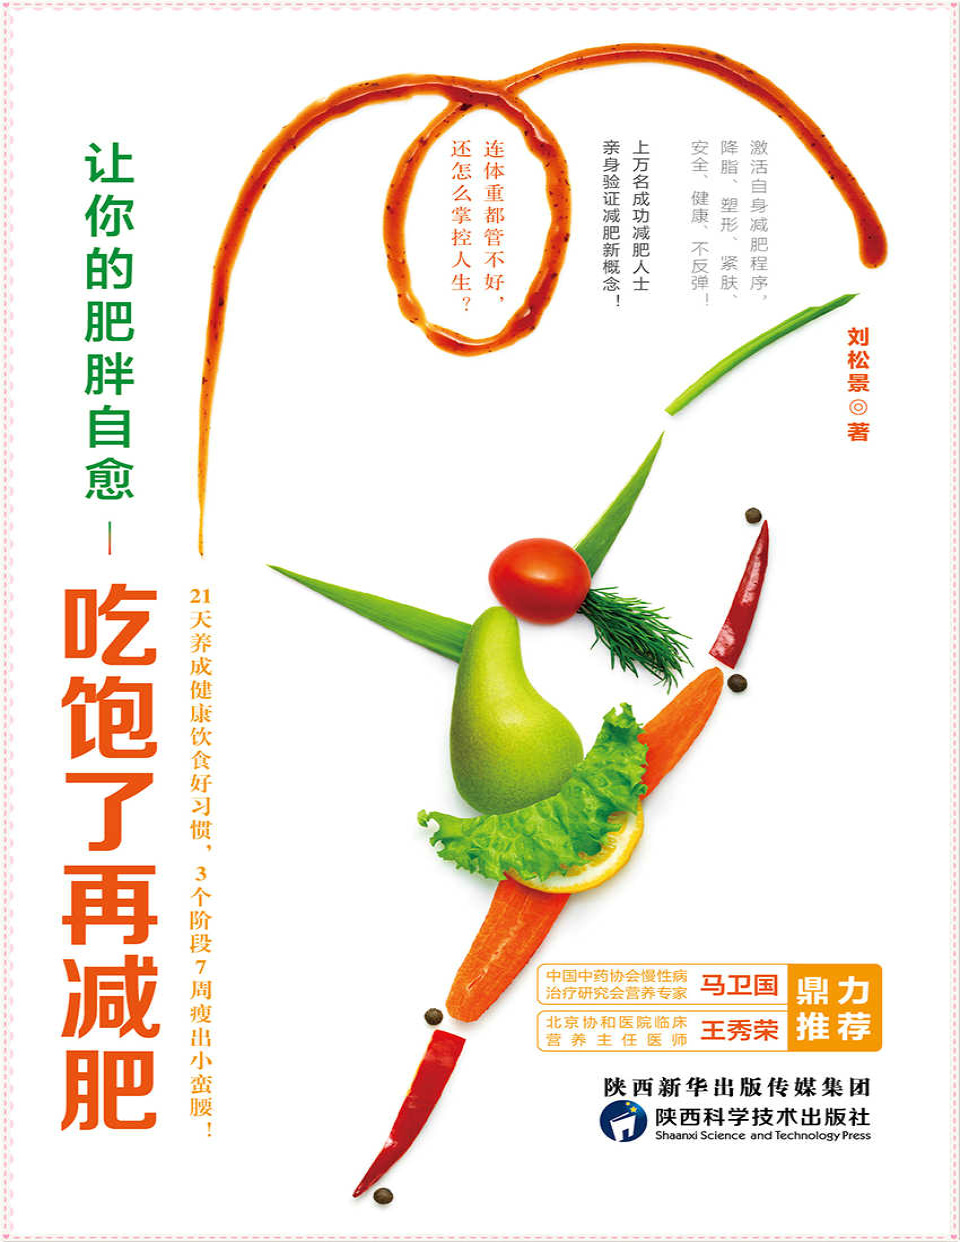 让你的肥胖自愈
吃饱了再减肥
21天养成健康饮食好习惯，3个阶段7周瘦出小蛮腰！
连体重都管不好，
还怎么掌控人生？
上万名成功减肥人士
亲身验证减肥新概念！
激活自身减肥程序，
降脂、塑形、紧肤、
安全、健康、不反弹！
刘松景◎著
中国中药协会慢性病
治疗研究会营养专家
马卫国
北京协和医院临床
营养主任医师
王秀荣
鼎力
推荐
陕西新华出版传媒集团
陕西科学技术出版社
Shaanxi Science and Technology Press